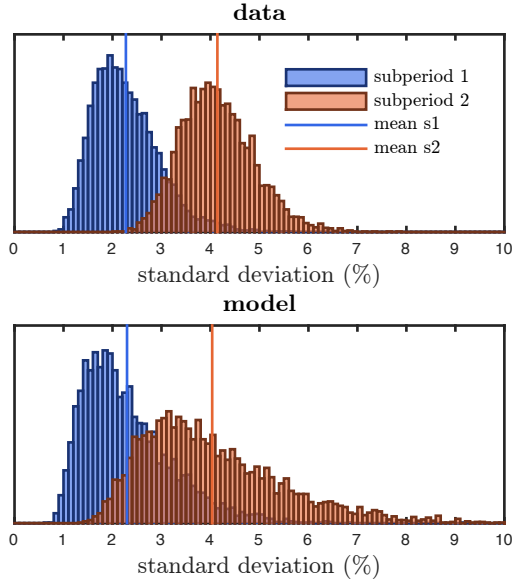 data
subperiod 1
subperiod 2
mean s1
mean s2
0 1 2 3 4 5 6 7 8 9 10
standard deviation (%)
model
0 1 2 3 4 5 6 7 8 9 10
standard deviation (%)